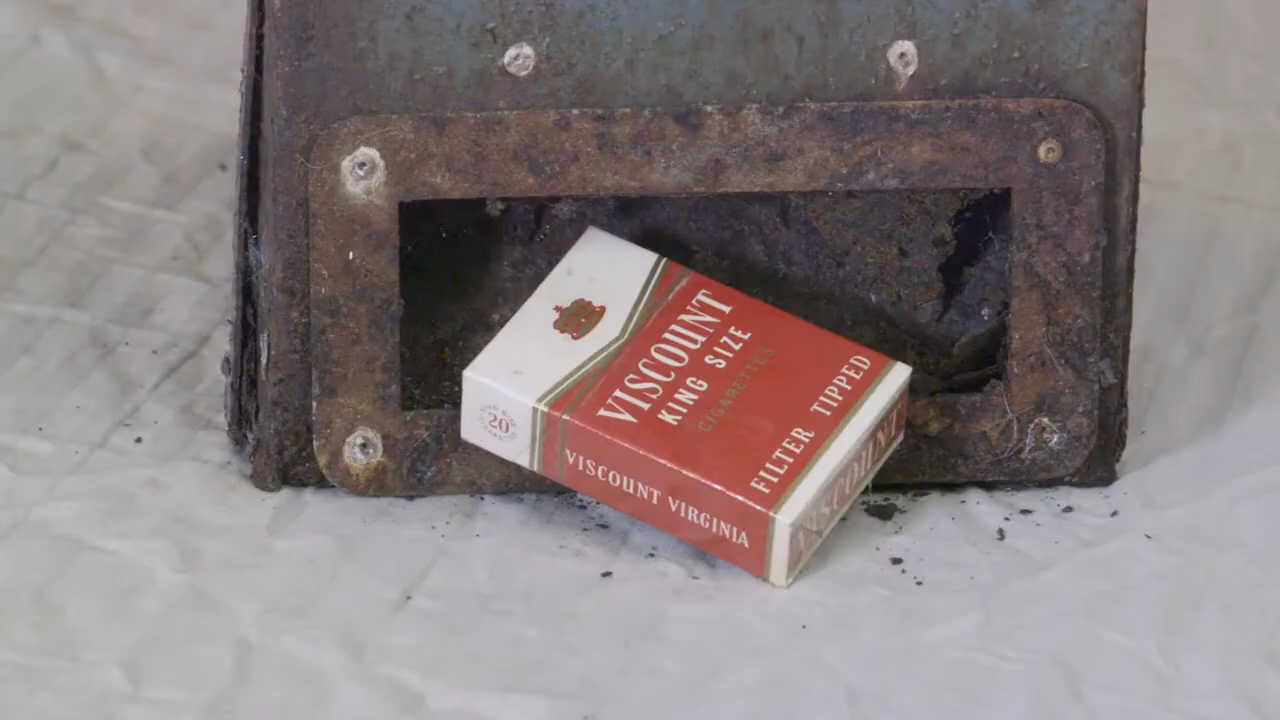 VISCOUNT
KING SIZE
CIGARETTES
FILTER TIPPED
20
VISCOUNT VIRGINIA
VISCOUNT